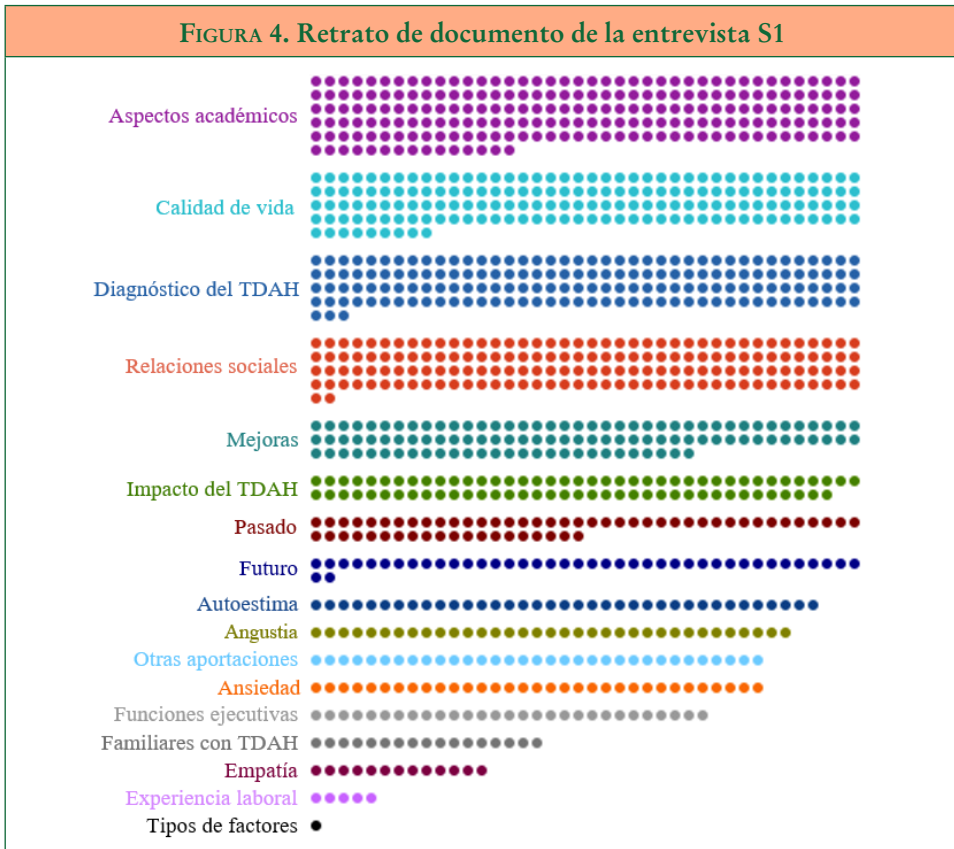 FIGURA 4. Retrato de documento de la entrevista S1
Aspectos académicos
Calidad de vida
Diagnóstico del TDAH
Relaciones sociales
Mejoras
Impacto del TDAH
Pasado
Futuro
Autoestima
Angustia
Otras aportaciones
Ansiedad
Funciones ejecutivas
Familiares con TDAH
Empatía
Experiencia laboral
Tipos de factores